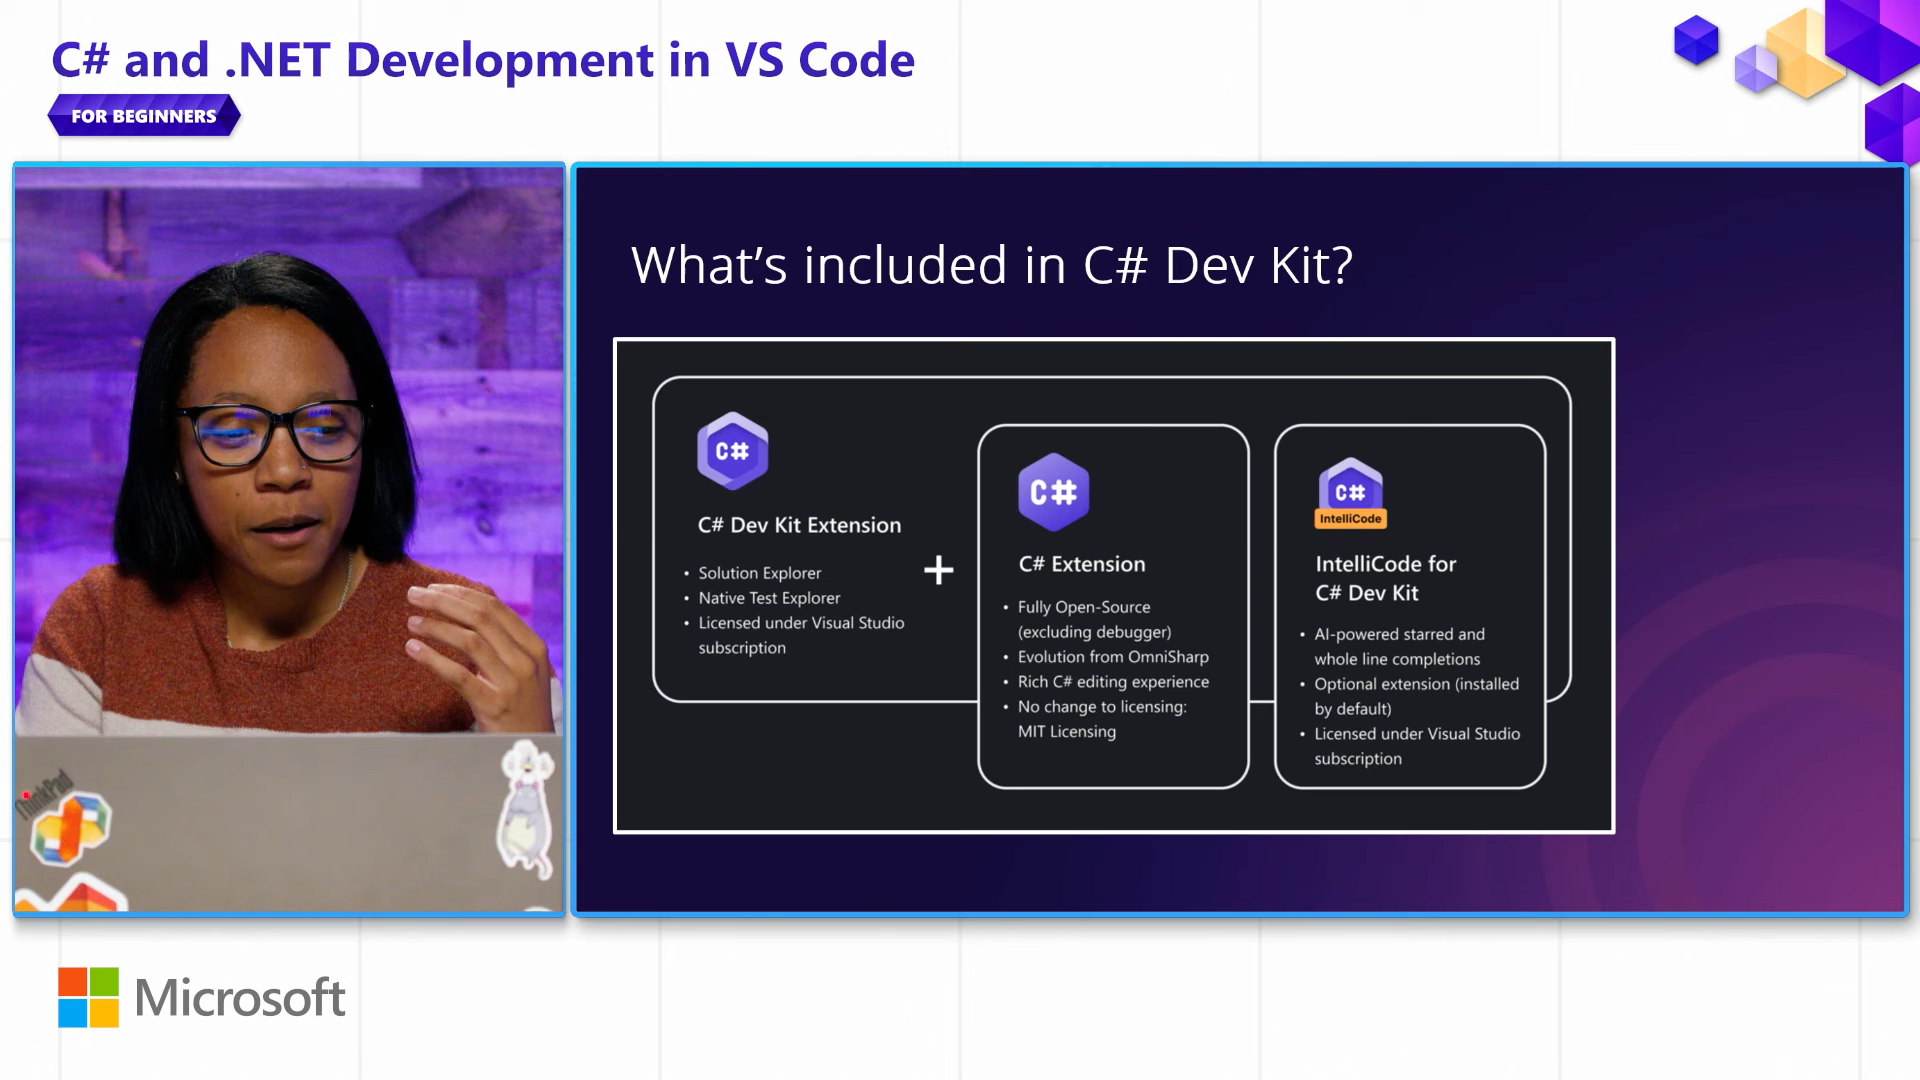 C# and .NET Development in VS Code
FOR BEGINNERS
What's included in C# Dev Kit?
C#
C# Dev Kit Extension
• Solution Explorer
• Native Test Explorer
• Licensed under Visual Studio
subscription
+
C#
C# Extension
• Fully Open-Source
(excluding debugger)
• Evolution from OmniSharp
• Rich C# editing experience
• No change to licensing:
MIT Licensing
C#
IntelliCode
IntelliCode for
C# Dev Kit
• AI-powered starred and
whole line completions
• Optional extension (installed
by default)
• Licensed under Visual Studio
subscription
ThinkPad
Microsoft